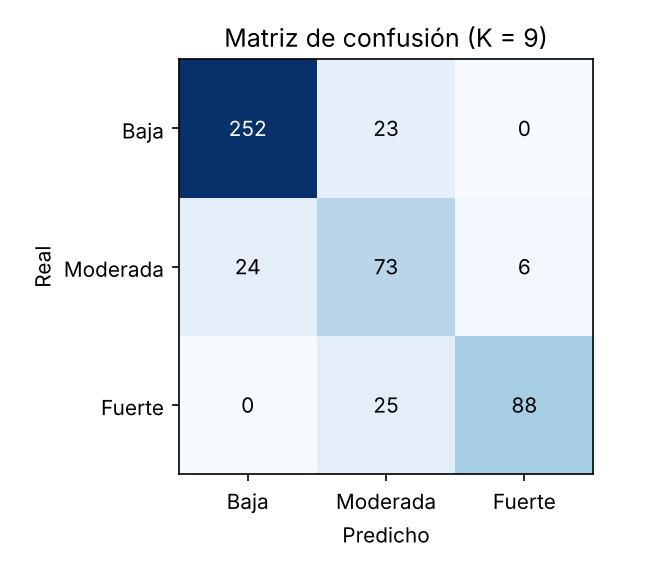 Matriz de confusión (K = 9)
Real
Baja 252 23 0
Moderada 24 73 6
Fuerte 0 25 88
Baja Moderada Fuerte
Predicho